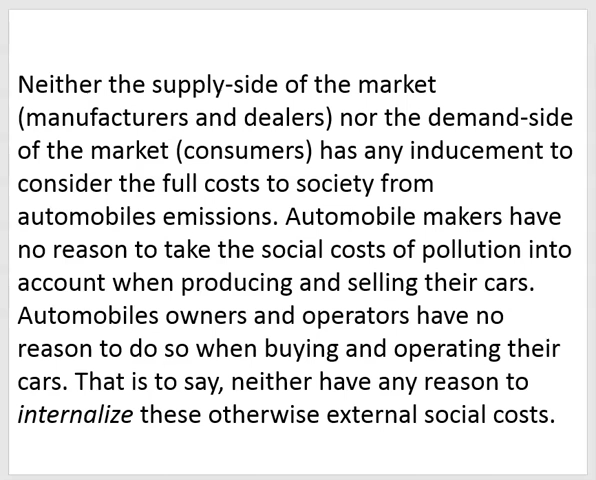 Neither the supply-side of the market
(manufacturers and dealers) nor the demand-side
of the market (consumers) has any inducement to
consider the full costs to society from
automobiles emissions. Automobile makers have
no reason to take the social costs of pollution into
account when producing and selling their cars.
Automobiles owners and operators have no
reason to do so when buying and operating their
cars. That is to say, neither have any reason to
internalize these otherwise external social costs.